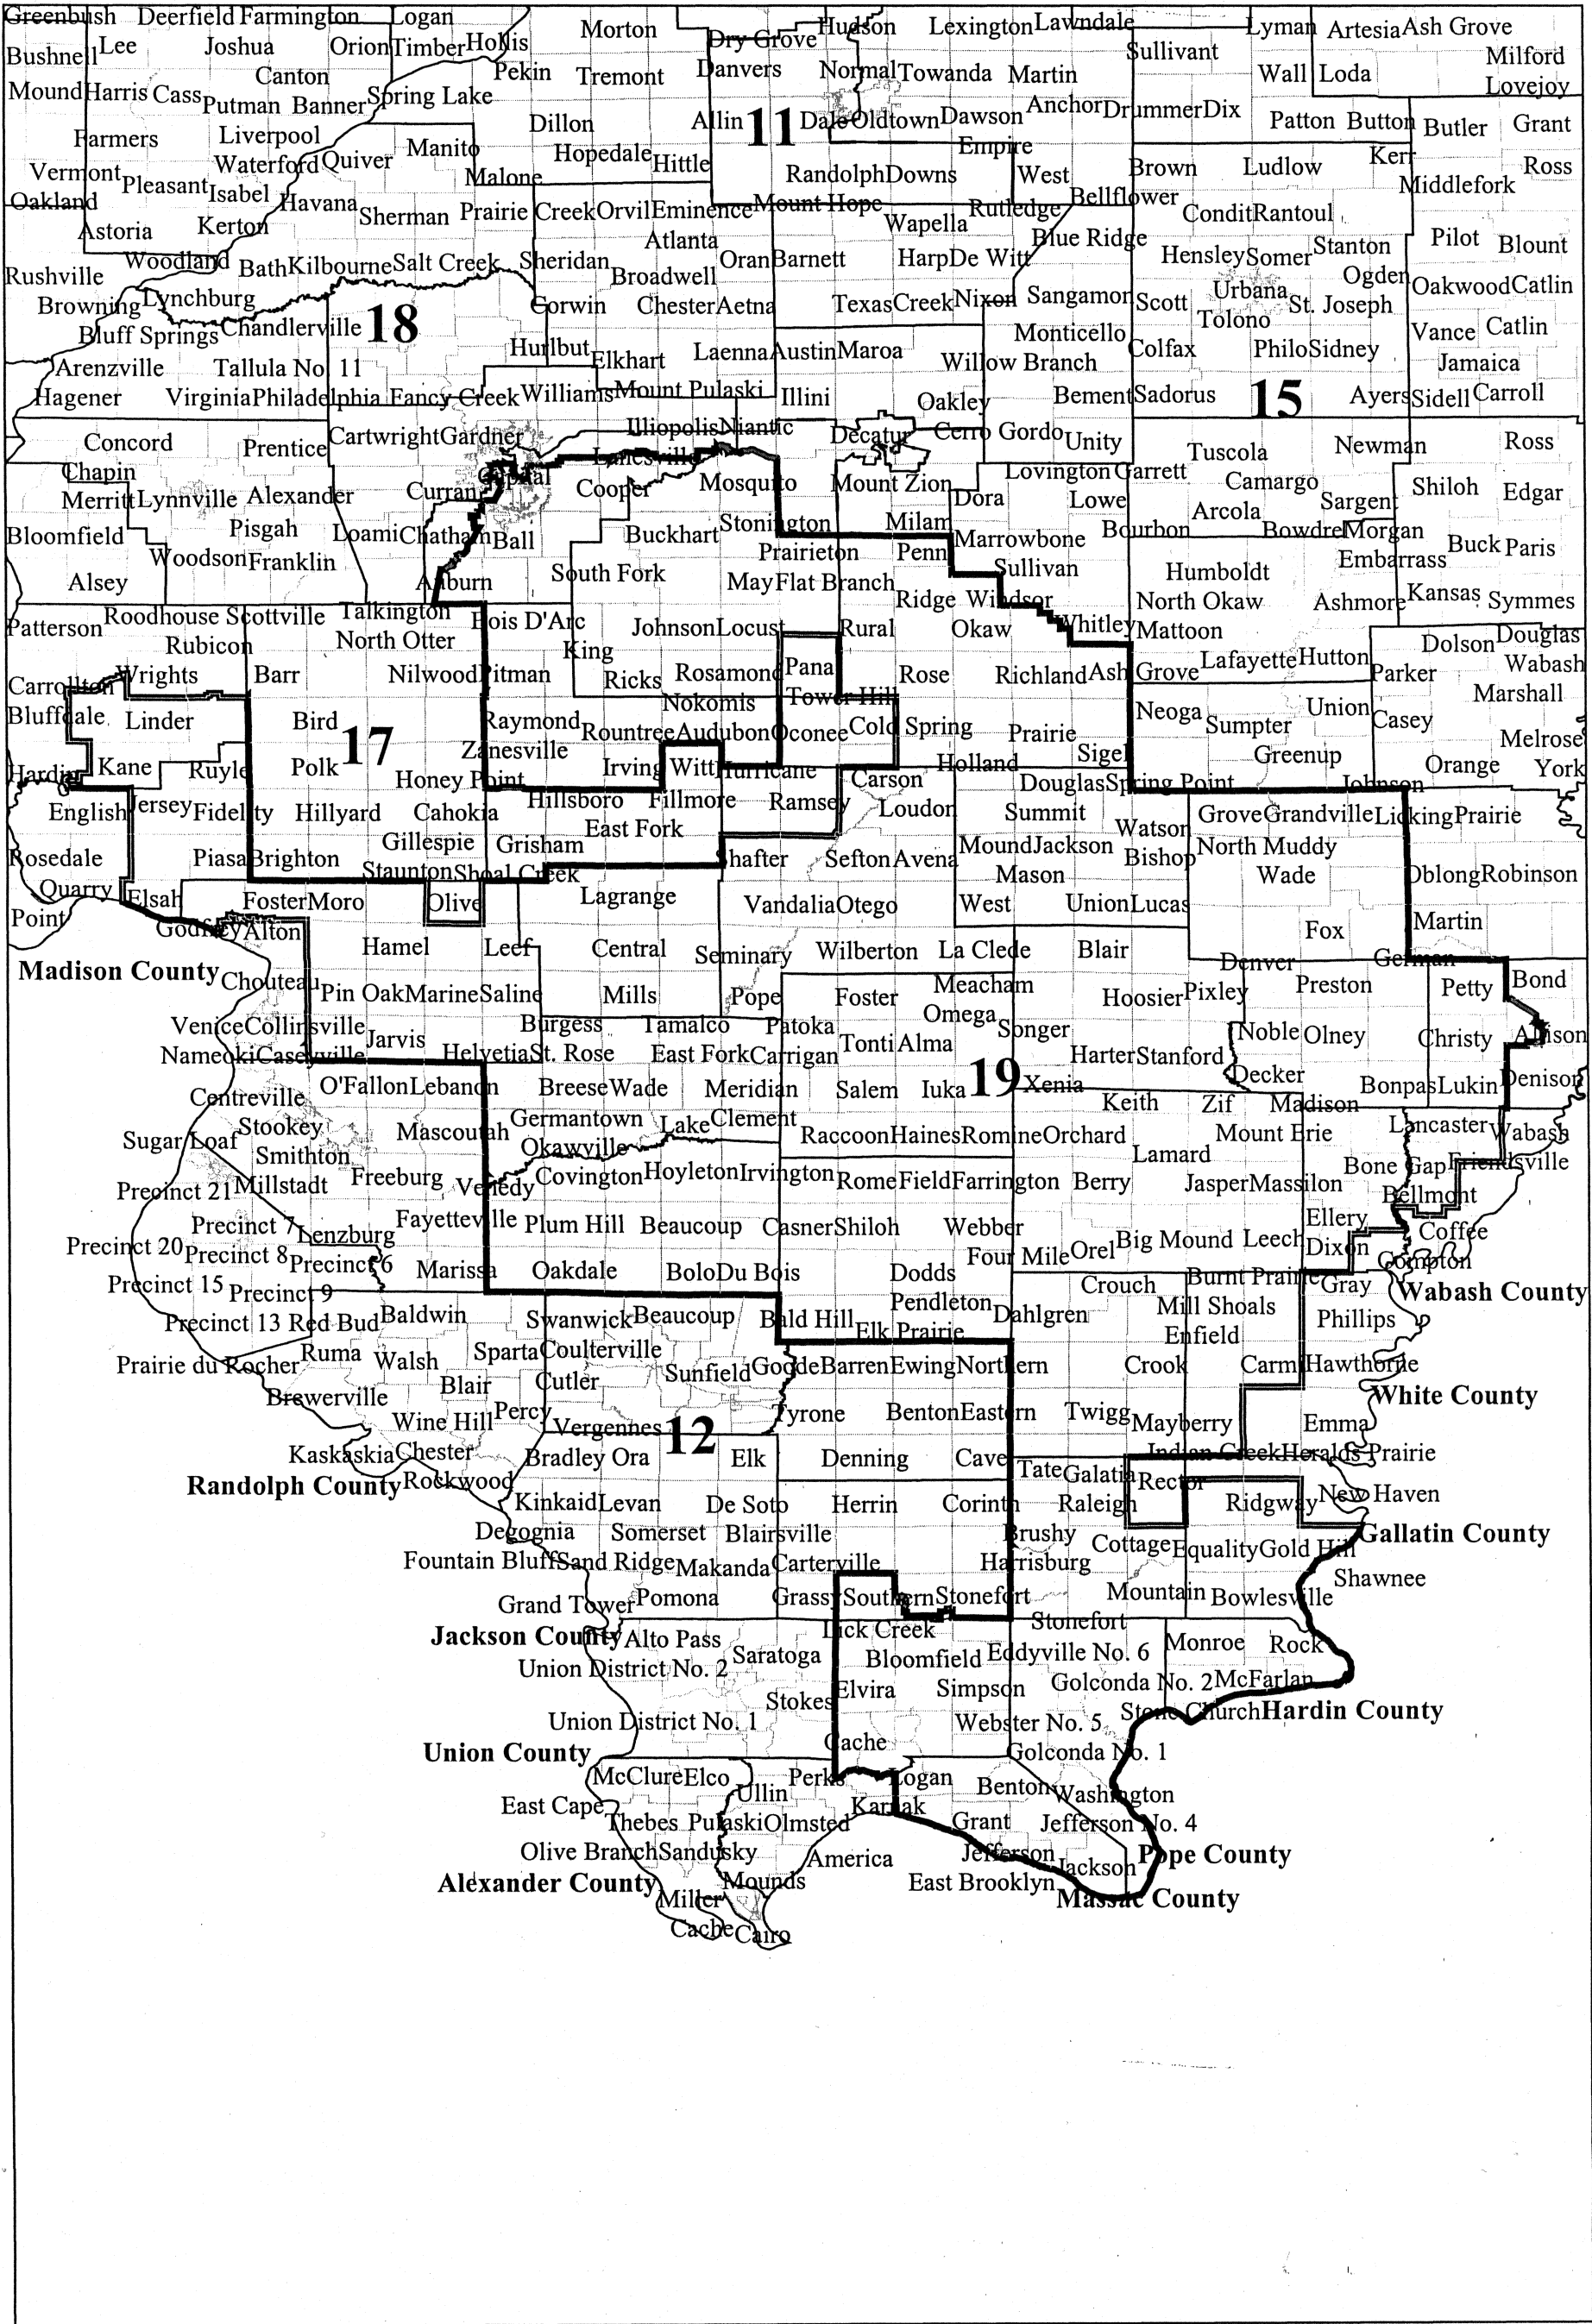 Greenbush Deerfield Farmington Logan
Morton Hudson Lexington Lawndale Lyman Artesia Ash Grove
Bushnell Lee Joshua Orion Timber Hollis Dry Grove Sullivant Milford
Canton Pekin Tremont Danvers Normal Towanda Martin Wall Loda Lovejoy
Mound Harris Cass Putman Banner Spring Lake Anchor Drummer Dix
Farmers Liverpool Dillon Allin 11 Dale Oldtown Dawson Patton Button Butler Grant
Waterford Quiver Manito Hopedale Hittle Empire Kerr
Vermont Pleasant Isabel Malone Randolph Downs West Brown Ludlow Middlefork Ross
Oakland Havana Sherman Prairie Creek Orvil Eminence Mount Hope Rutledge Bellflower Condit Rantoul
Astoria Kerton Atlanta Wapella Blue Ridge Stanton Pilot Blount
Woodland Bath Kilbourne Salt Creek Sheridan Broadwell Oran Barnett Harp De Witt Hensley Somer Ogden
Rushville Browning Lynchburg Corwin Chester Aetna Texas Creek Nixon Sangamon Scott Urbana St. Joseph Oakwood Catlin
Bluff Springs Chandlerville 18 Monticello Tolono Vance Catlin
Arenzville Tallula No. 11 Hurlbut Elkhart Laenna Austin Maroa Willow Branch Colfax Philo Sidney Jamaica
Hagener Virginia Philadelphia Fancy Creek Williams Mount Pulaski Illini Oakley Bement Sadorus 15 Ayers Sidell Carroll
Concord Prentice Cartwright Gardner Illiopolis Niantic Decatur Cerro Gordo Unity Tuscola Newman Ross
Chapin Capital Lanesville Lovington Garrett Camargo
Merritt Lynnville Alexander Curran Cooper Mosquito Mount Zion Dora Lowe Arcola Sargent Shiloh Edgar
Bloomfield Pisgah Loami Chatham Ball Buckhart Stonington Milam Marrowbone Bourbon Bowdre Morgan
Woodson Franklin South Fork Prairieton Penn Sullivan Embarrass Buck Paris
Alsey Auburn May Flat Branch Humboldt
Patterson Roodhouse Scottville Talkington Bois D'Arc Johnson Locust Ridge Windsor North Okaw Ashmore Kansas Symmes
Rubicon North Otter King Rural Okaw Whitley Mattoon Dolson Douglas
Carrollton Wrights Barr Nilwood Pitman Ricks Rosamond Pana Rose Richland Ash Grove Lafayette Hutton Parker Wabash
Bluffdale Linder Bird 17 Raymond Nokomis Tower Hill Marshall
Zanesville Rountree Audubon Oconee Cold Spring Prairie Neoga Sumpter Union Casey
Hardin Kane Ruyle Polk Honey Point Irving Witt Hurricane Carson Holland Sigel Greenup Orange Melrose York
English Jersey Fidelity Hillyard Cahokia Hillsboro Fillmore Ramsey Loudon Douglas Spring Point Johnson
Gillespie East Fork Summit Watson Grove Grandville Licking Prairie
Rosedale Piasa Brighton Grisham Shafter Sefton Avena Mound Jackson Bishop North Muddy
Quarry Staunton Shoal Creek Mason Wade Oblong Robinson
Point Elsah Foster Moro Olive Lagrange Vandalia Otego West Union Lucas
Godfrey Alton Hamel Leef Central Seminary Wilberton La Clede Blair Fox Martin
Madison County Chouteau Denver German
Pin Oak Marine Saline Mills Pope Foster Meacham Hoosier Pixley Preston Petty Bond
Venice Collinsville Burgess Tamalco Patoka Omega Songer Noble Olney Christy Allison
Nameoki Caseyville Jarvis Helvetia St. Rose East Fork Carrigan Tonti Alma Harter Stanford
O'Fallon Lebanon Breese Wade Meridian Salem Iuka 19 Xenia Decker Bonpas Lukin Denison
Centreville Stookey Germantown Clement Keith Zif Madison
Sugar Loaf Smithton Mascoutah Okawville Lake Raccoon Haines Romine Orchard Mount Erie Lancaster Wabash
Precinct 21 Millstadt Freeburg Venedy Covington Hoyleton Irvington Rome Field Farrington Berry Lamard Jasper Massilon Bone Gap Friendsville
Bellmont
Precinct 7 Lenzburg Fayetteville Plum Hill Beaucoup Casner Shiloh Webber Ellery Coffee
Precinct 20 Precinct 8 Precinct 6 Four Mile Orel Big Mound Leech Dixon Compton
Precinct 15 Precinct 9 Marissa Oakdale Bolo Du Bois Dodds Crouch Burnt Prairie Gray Wabash County
Precinct 13 Red Bud Baldwin Swanwick Beaucoup Bald Hill Pendleton Dahlgren Mill Shoals Phillips
Elk Prairie Enfield
Prairie du Rocher Ruma Walsh Sparta Coulterville Sunfield Goode Barren Ewing Northern Crook Carmi Hawthorne
Brewerville Blair Cutler White County
Wine Hill Percy Vergennes 12 Tyrone Benton Eastern Twigg Mayberry Emma
Kaskaskia Chester Bradley Ora Elk Denning Cave Indian Creek Heralds Prairie
Randolph County Rockwood Tate Galatia Rector
Kinkaid Levan De Soto Herrin Corinth Raleigh Ridgway New Haven
Degognia Somerset Blairsville Brushy Cottage Equality Gold Hill Gallatin County
Fountain Bluff Sand Ridge Makanda Carterville Harrisburg Shawnee
Grand Tower Pomona Grassy Southern Stonefort Mountain Bowlesville
Jackson County Alto Pass Lick Creek Stonefort Monroe Rock
Union District No. 2 Saratoga Bloomfield Eddyville No. 6
Stokes Elvira Simpson Golconda No. 2 McFarlan
Union District No. 1 Webster No. 5 Stone Church Hardin County
Union County Cache Golconda No. 1
McClure Elco Ullin Perks Logan Benton Washington
East Cape Thebes Pulaski Olmsted Karnak Grant Jefferson No. 4
Olive Branch Sandusky America Jefferson Jackson Pope County
Alexander County Mounds East Brooklyn Massac County
Miller
Cache Cairo